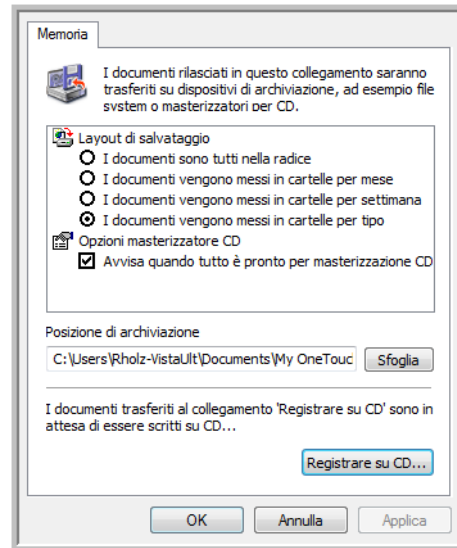 Memoria
I documenti rilasciati in questo collegamento saranno
trasferiti su dispositivi di archiviazione, ad esempio file
system o masterizzatori per CD.
Layout di salvataggio
I documenti sono tutti nella radice
I documenti vengono messi in cartelle per mese
I documenti vengono messi in cartelle per settimana
I documenti vengono messi in cartelle per tipo
Opzioni masterizzatore CD
Avvisa quando tutto è pronto per masterizzazione CD
Posizione di archiviazione
C:\Users\Rholz-VistaUlt\Documents\My OneTouc
Sfoglia
I documenti trasferiti al collegamento 'Registrare su CD' sono in
attesa di essere scritti su CD...
Registrare su CD...
OK Annulla Applica